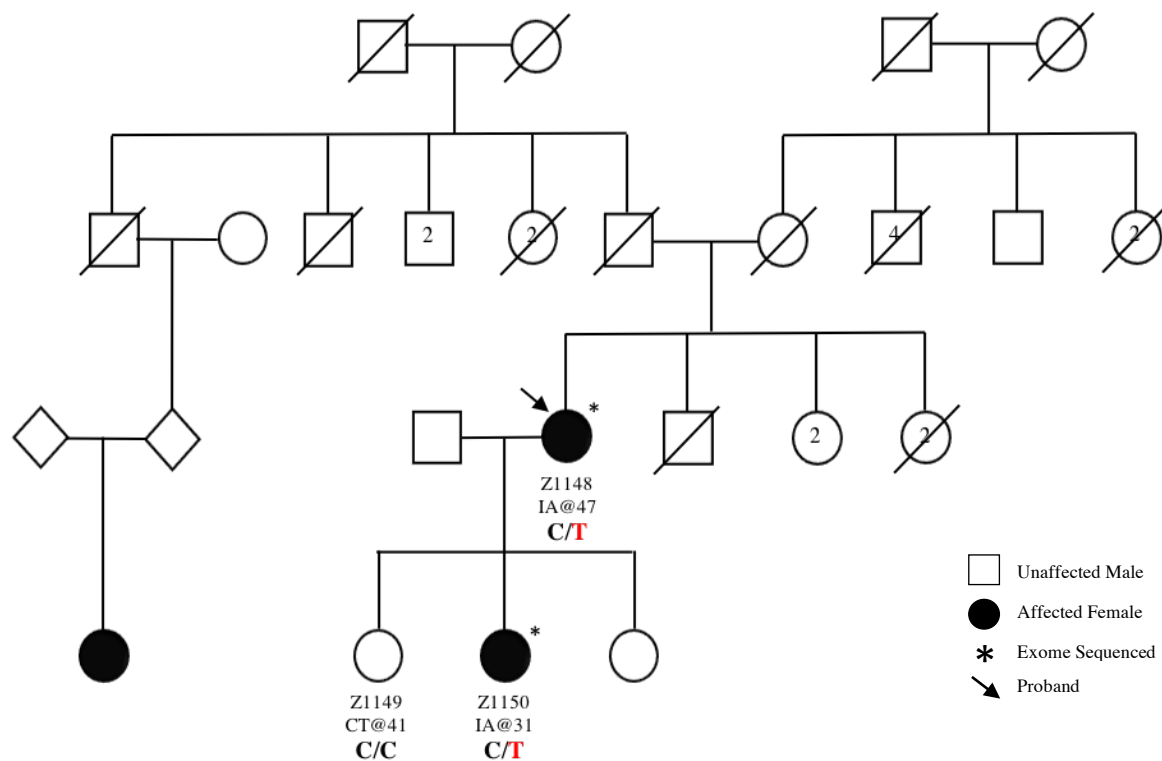 2
2
4
2
2
2
*
Z1148
IA@47
C/T
*
Z1149
CT@41
C/C
Z1150
IA@31
C/T
Unaffected Male
Affected Female
* Exome Sequenced
Proband